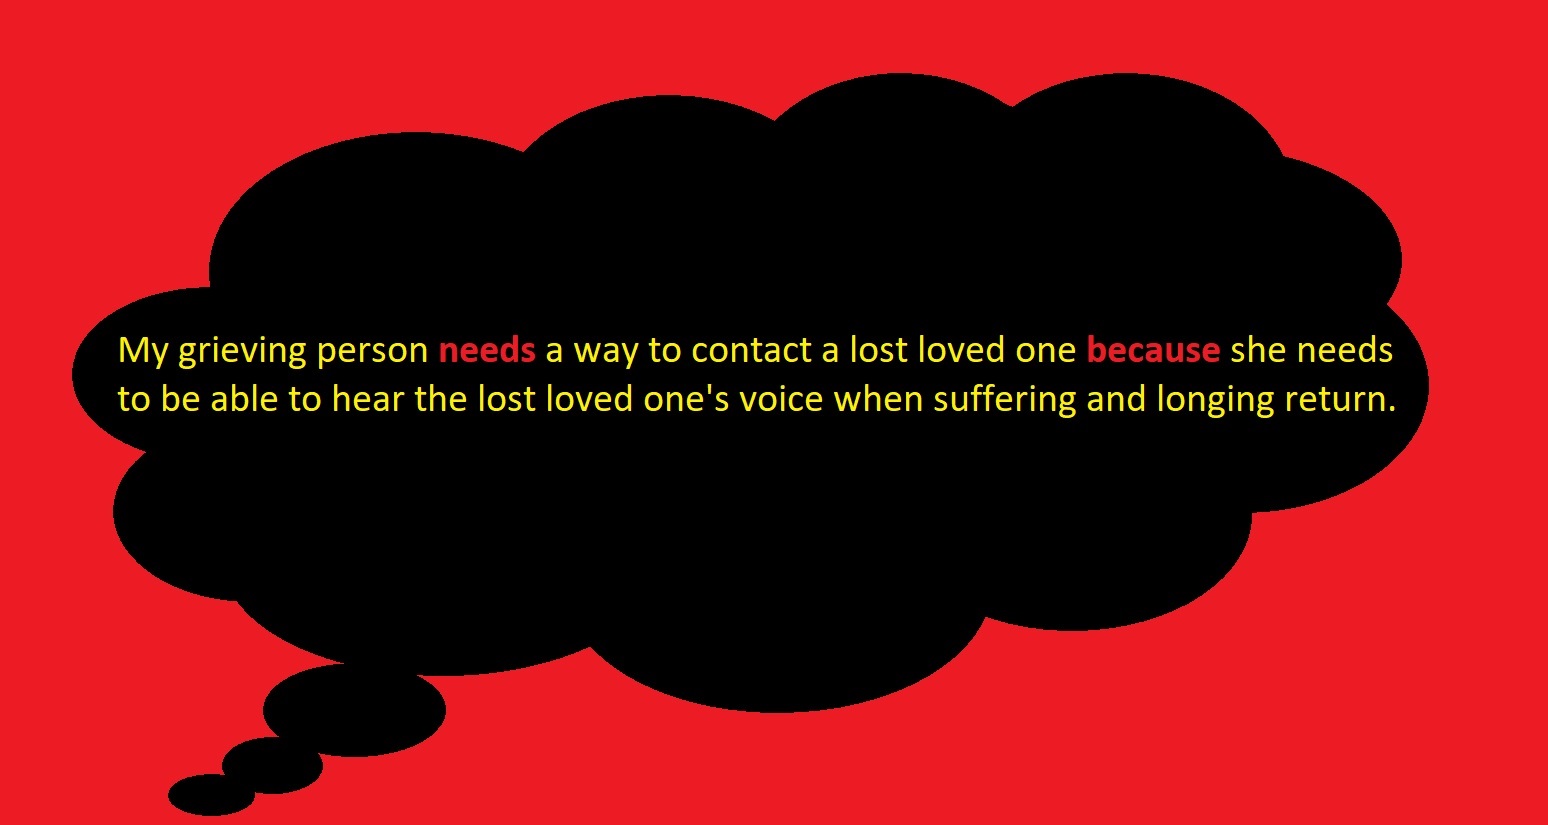 My grieving person needs a way to contact a lost loved one because she needs
to be able to hear the lost loved one's voice when suffering and longing return.